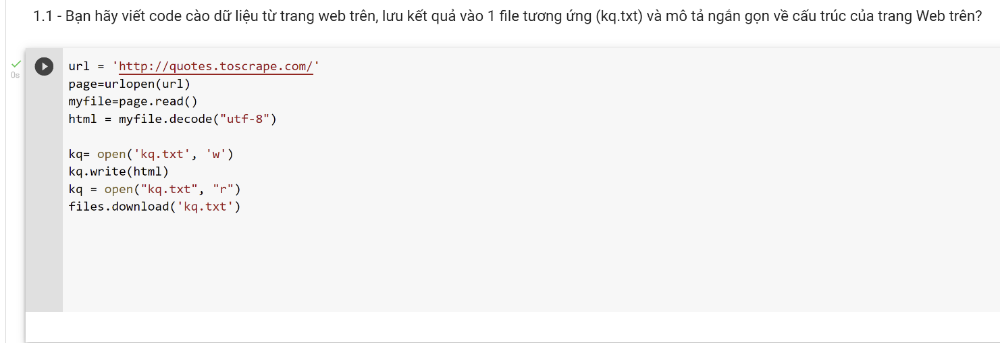 1.1 - Bạn hãy viết code cào dữ liệu từ trang web trên, lưu kết quả vào 1 file tương ứng (kq.txt) và mô tả ngắn gọn về cấu trúc của trang Web trên?
0s
url = 'http://quotes.toscrape.com/'
page=urlopen(url)
myfile=page.read()
html = myfile.decode("utf-8")
kq= open('kq.txt', 'w')
kq.write(html)
kq = open("kq.txt", "r")
files.download('kq.txt')